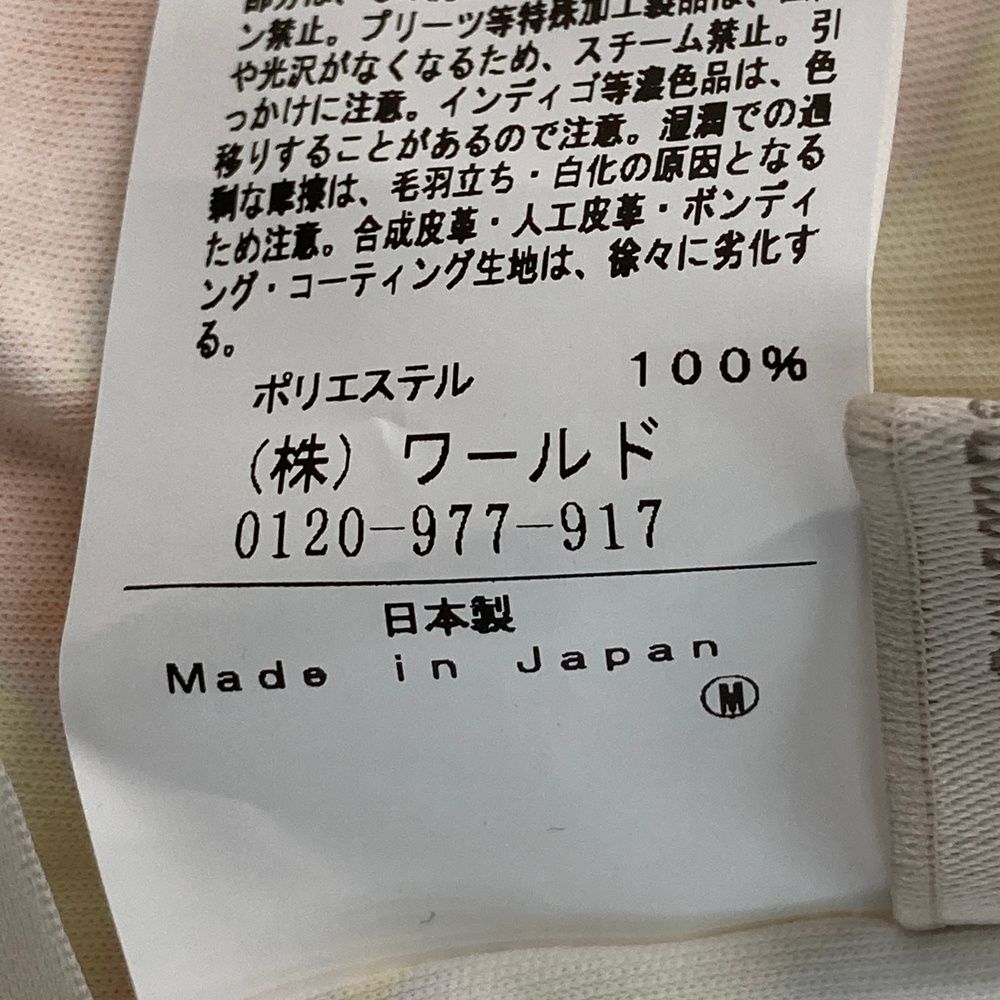 ン禁止。プリーツ等特殊加工製品は、
や光沢がなくなるため、スチーム禁止。引
っかけに注意。インディゴ等濃色品は、色
移りすることがあるので注意。湿潤での過
剰な摩擦は、毛羽立ち・白化の原因となる
ため注意。合成皮革・人工皮革・ボンディ
ング・コーティング生地は、徐々に劣化す
る。
ポリエステル 100%
(株) ワールド
0120-977-917
日本製
Made in Japan
M